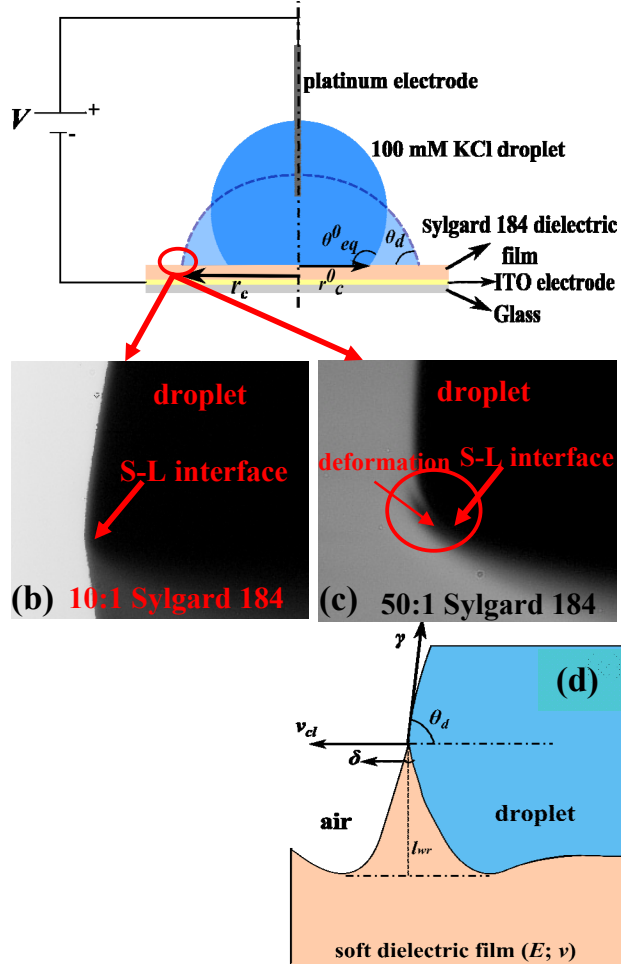 platinum electrode
V
+
-
100 mM KCl droplet
θ⁰eq
θd
Sylgard 184 dielectric
film
ITO electrode
rc
r⁰c
Glass
droplet
S-L interface
(b) 10:1 Sylgard 184
droplet
deformation
S-L interface
(c) 50:1 Sylgard 184
γ
(d)
θd
vcl
δ
air
droplet
lwr
soft dielectric film (E; ν)